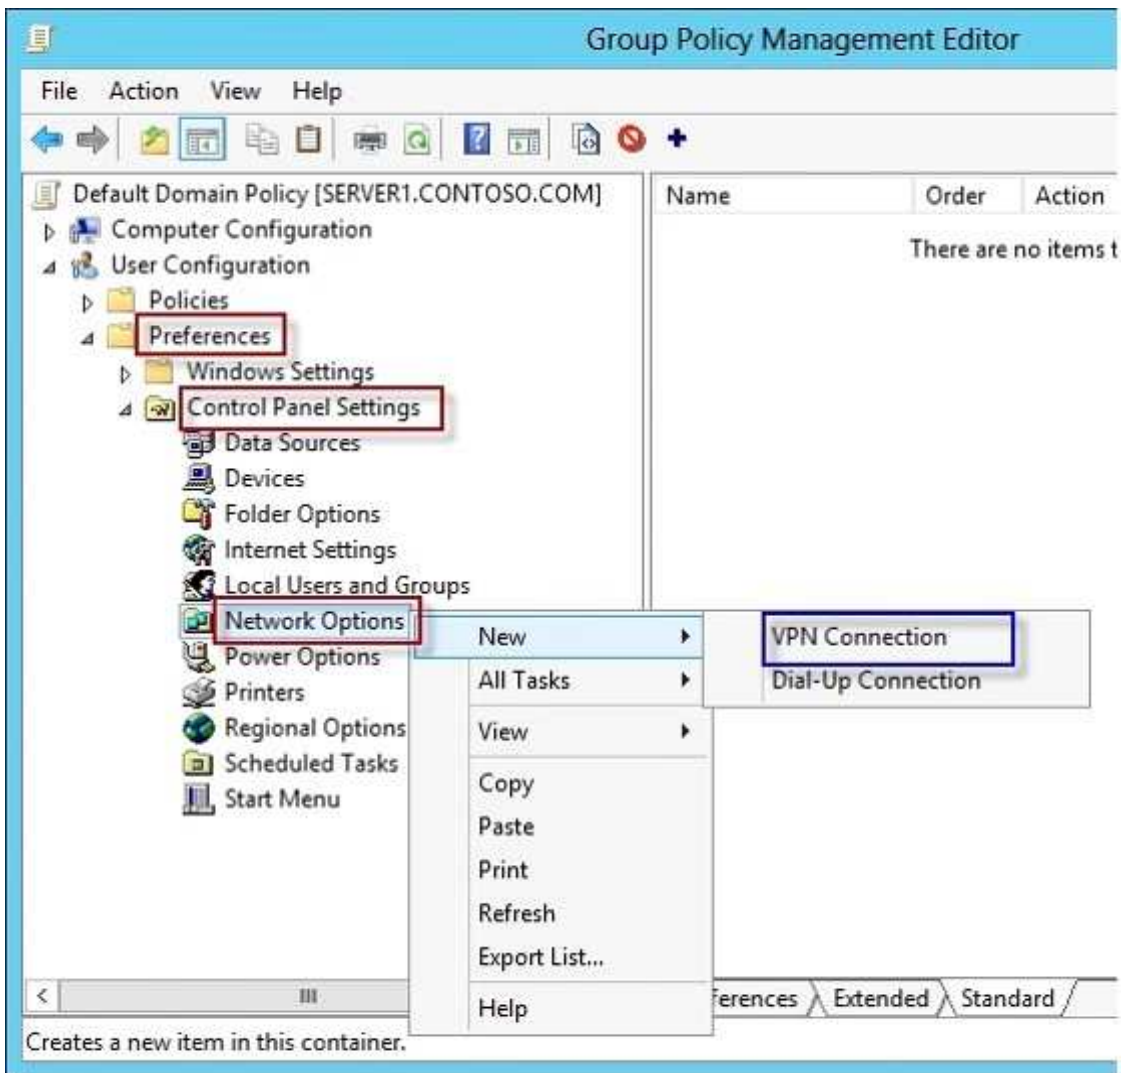 Group Policy Management Editor
File Action View Help
Default Domain Policy [SERVER1.CONTOSO.COM]
Computer Configuration
User Configuration
Policies
Preferences
Windows Settings
Control Panel Settings
Data Sources
Devices
Folder Options
Internet Settings
Local Users and Groups
Network Options
Power Options
Printers
Regional Options
Scheduled Tasks
Start Menu
Name Order Action
There are no items t
New
All Tasks
View
Copy
Paste
Print
Refresh
Export List...
Help
VPN Connection
Dial-Up Connection
ferences Extended Standard
Creates a new item in this container.